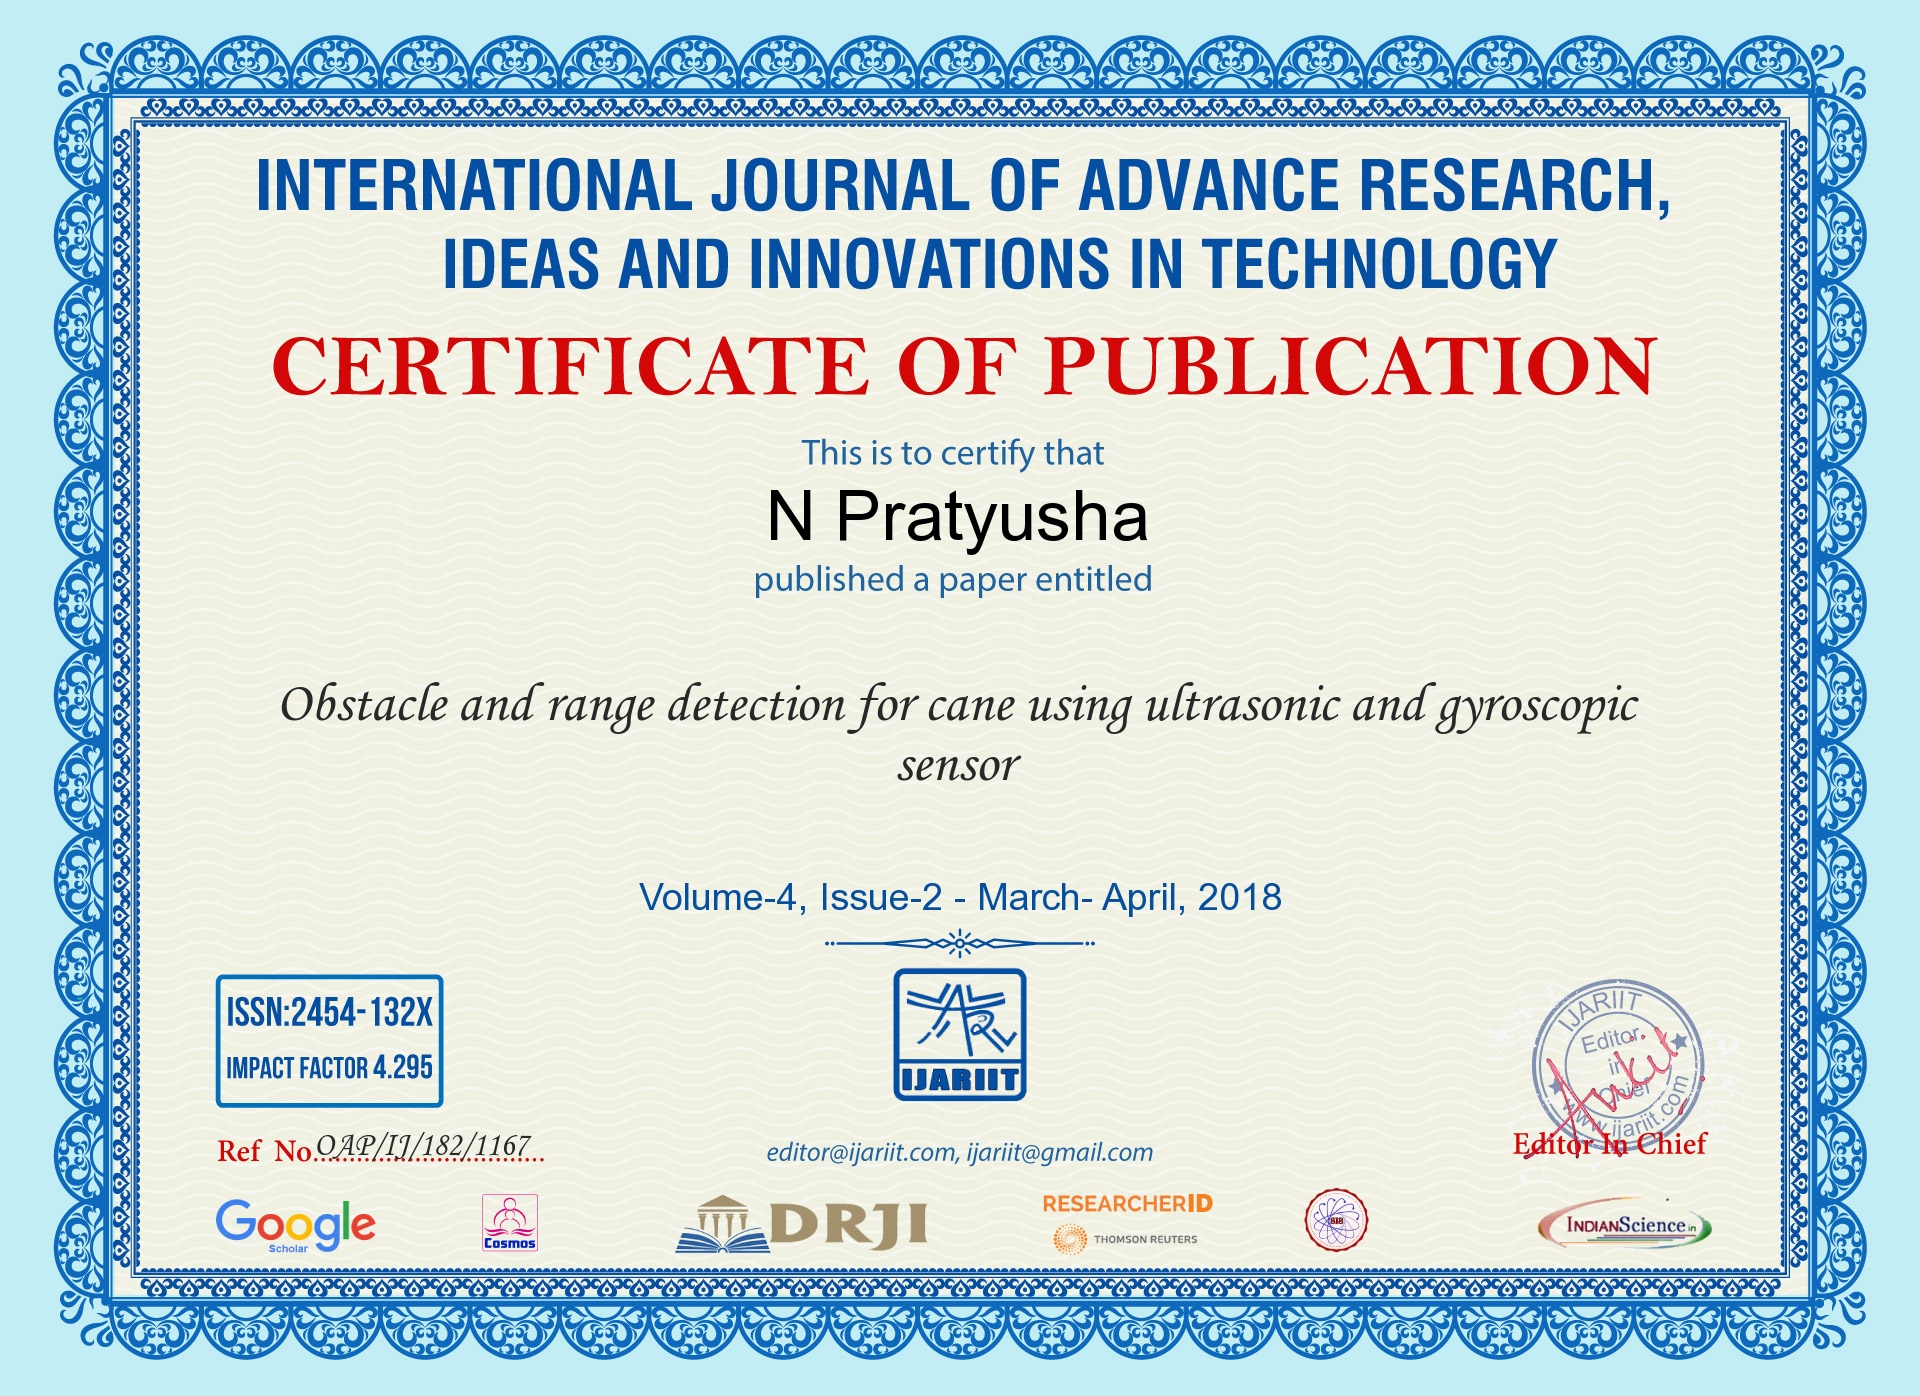 INTERNATIONAL JOURNAL OF ADVANCE RESEARCH,
IDEAS AND INNOVATIONS IN TECHNOLOGY
CERTIFICATE OF PUBLICATION
This is to certify that
N Pratyusha
published a paper entitled
Obstacle and range detection for cane using ultrasonic and gyroscopic
sensor
Volume-4, Issue-2 - March- April, 2018
ISSN:2454-132X
IMPACT FACTOR 4.295
IJARIIT
IJARIIT
Editor
in
Chief
www.ijariit.com
Ankit
Ref No.OAP/IJ/182/1167
editor@ijariit.com, ijariit@gmail.com
Editor In Chief
Google
Scholar
Cosmos
DRJI
RESEARCHERID
THOMSON REUTERS
SIS
INDIANScience.in